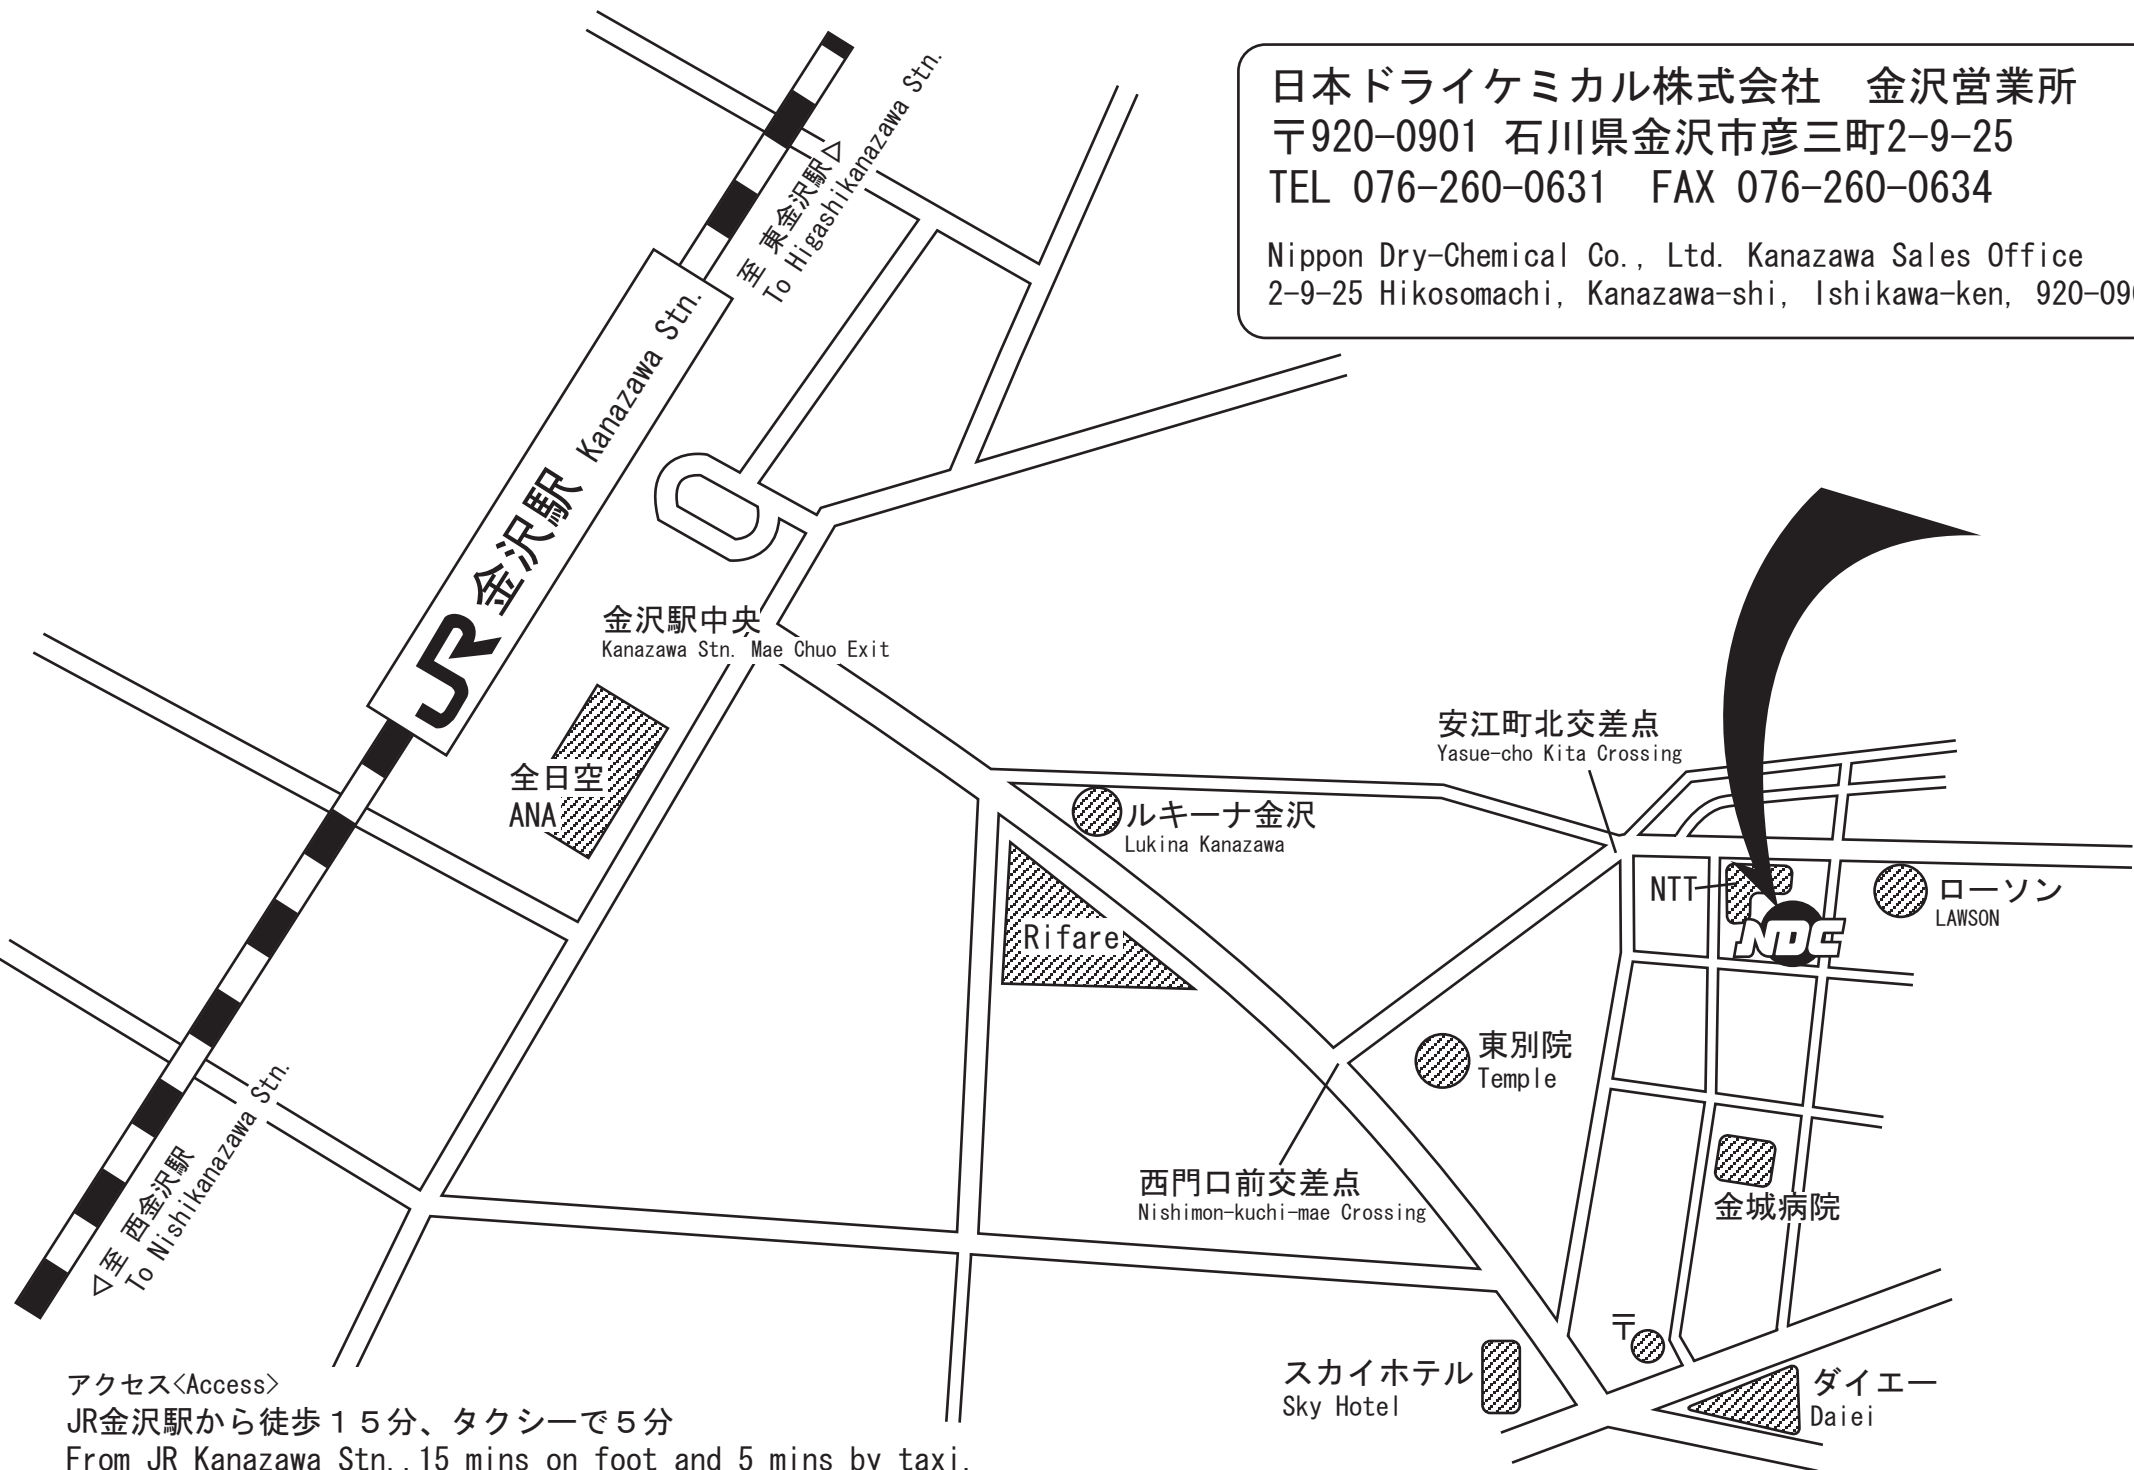 日本ドライケミカル株式会社　金沢営業所
〒920-0901 石川県金沢市彦三町2-9-25
TEL 076-260-0631　FAX 076-260-0634
Nippon Dry-Chemical Co., Ltd. Kanazawa Sales Office
2-9-25 Hikosomachi, Kanazawa-shi, Ishikawa-ken,
至 東金沢駅▷
To Higashikanazawa Stn.
JR 金沢駅 Kanazawa Stn.
金沢駅中央
Kanazawa Stn. Mae Chuo Exit
全日空
ANA
ルキーナ金沢
Lukina Kanazawa
Rifare
安江町北交差点
Yasue-cho Kita Crossing
NTT
NDC
ローソン
LAWSON
東別院
Temple
西門口前交差点
Nishimon-kuchi-mae Crossing
金城病院
〒
スカイホテル
Sky Hotel
ダイエー
Daiei
◁至 西金沢駅
To Nishikanazawa Stn.
アクセス<Access>
JR金沢駅から徒歩１５分、タクシーで５分
From JR Kanazawa Stn.,15 mins on foot and 5 mins by taxi.